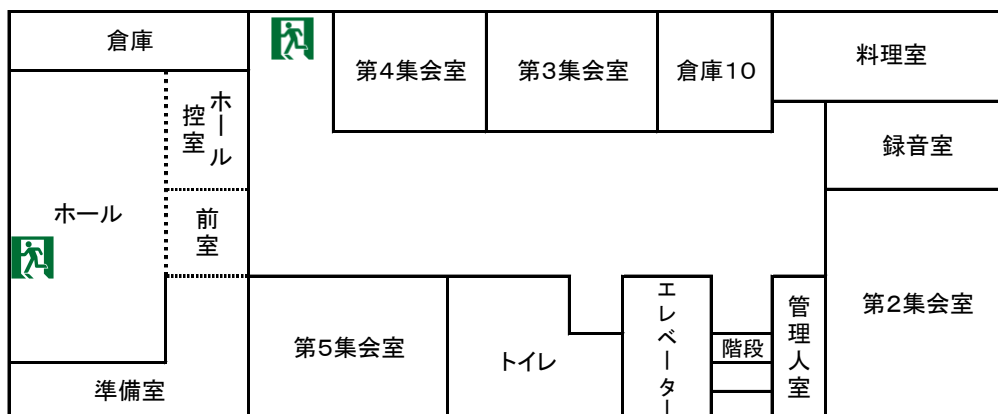 倉庫
第4集会室
第3集会室
倉庫10
料理室
ホール
控室
録音室
ホール
前室
第2集会室
第5集会室
トイレ
エレベーター
階段
管理人室
準備室